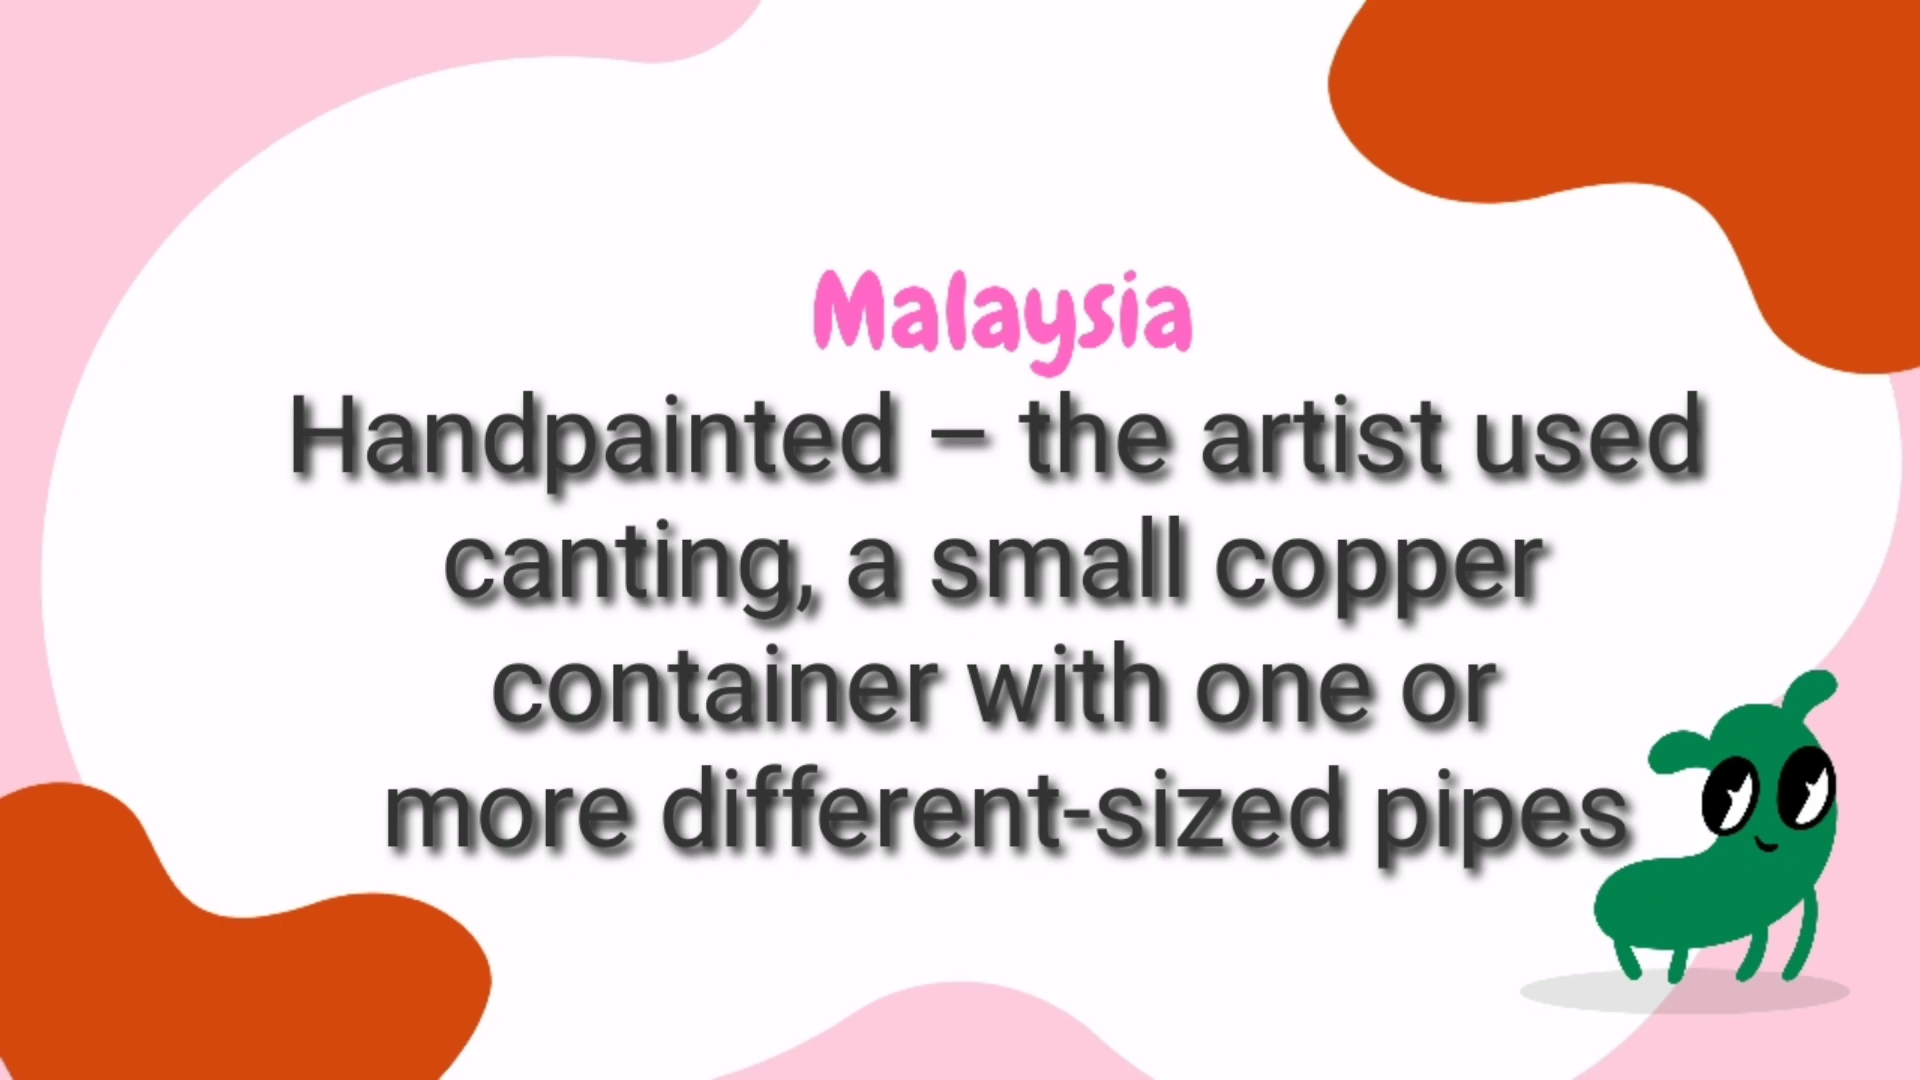 Malaysia
Handpainted – the artist used
canting, a small copper
container with one or
more different-sized pipes